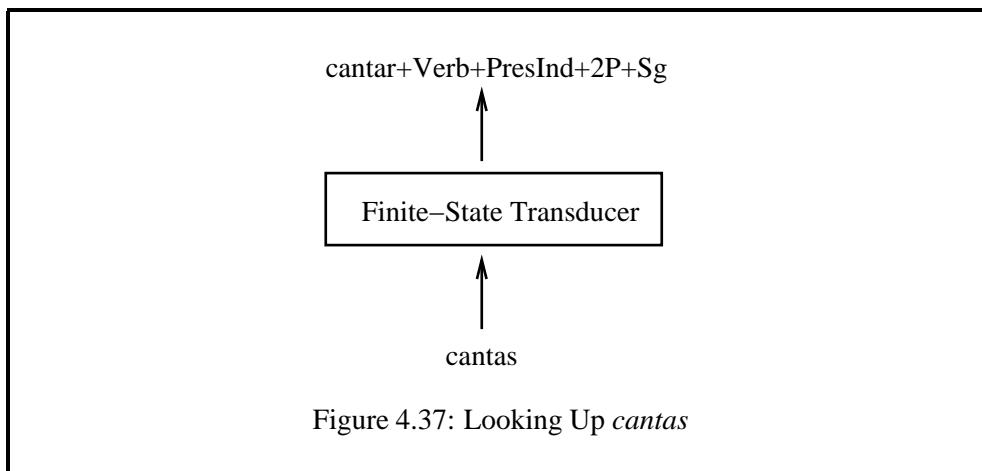 cantar+Verb+PresInd+2P+Sg
Finite–State Transducer
cantas
Figure 4.37: Looking Up cantas